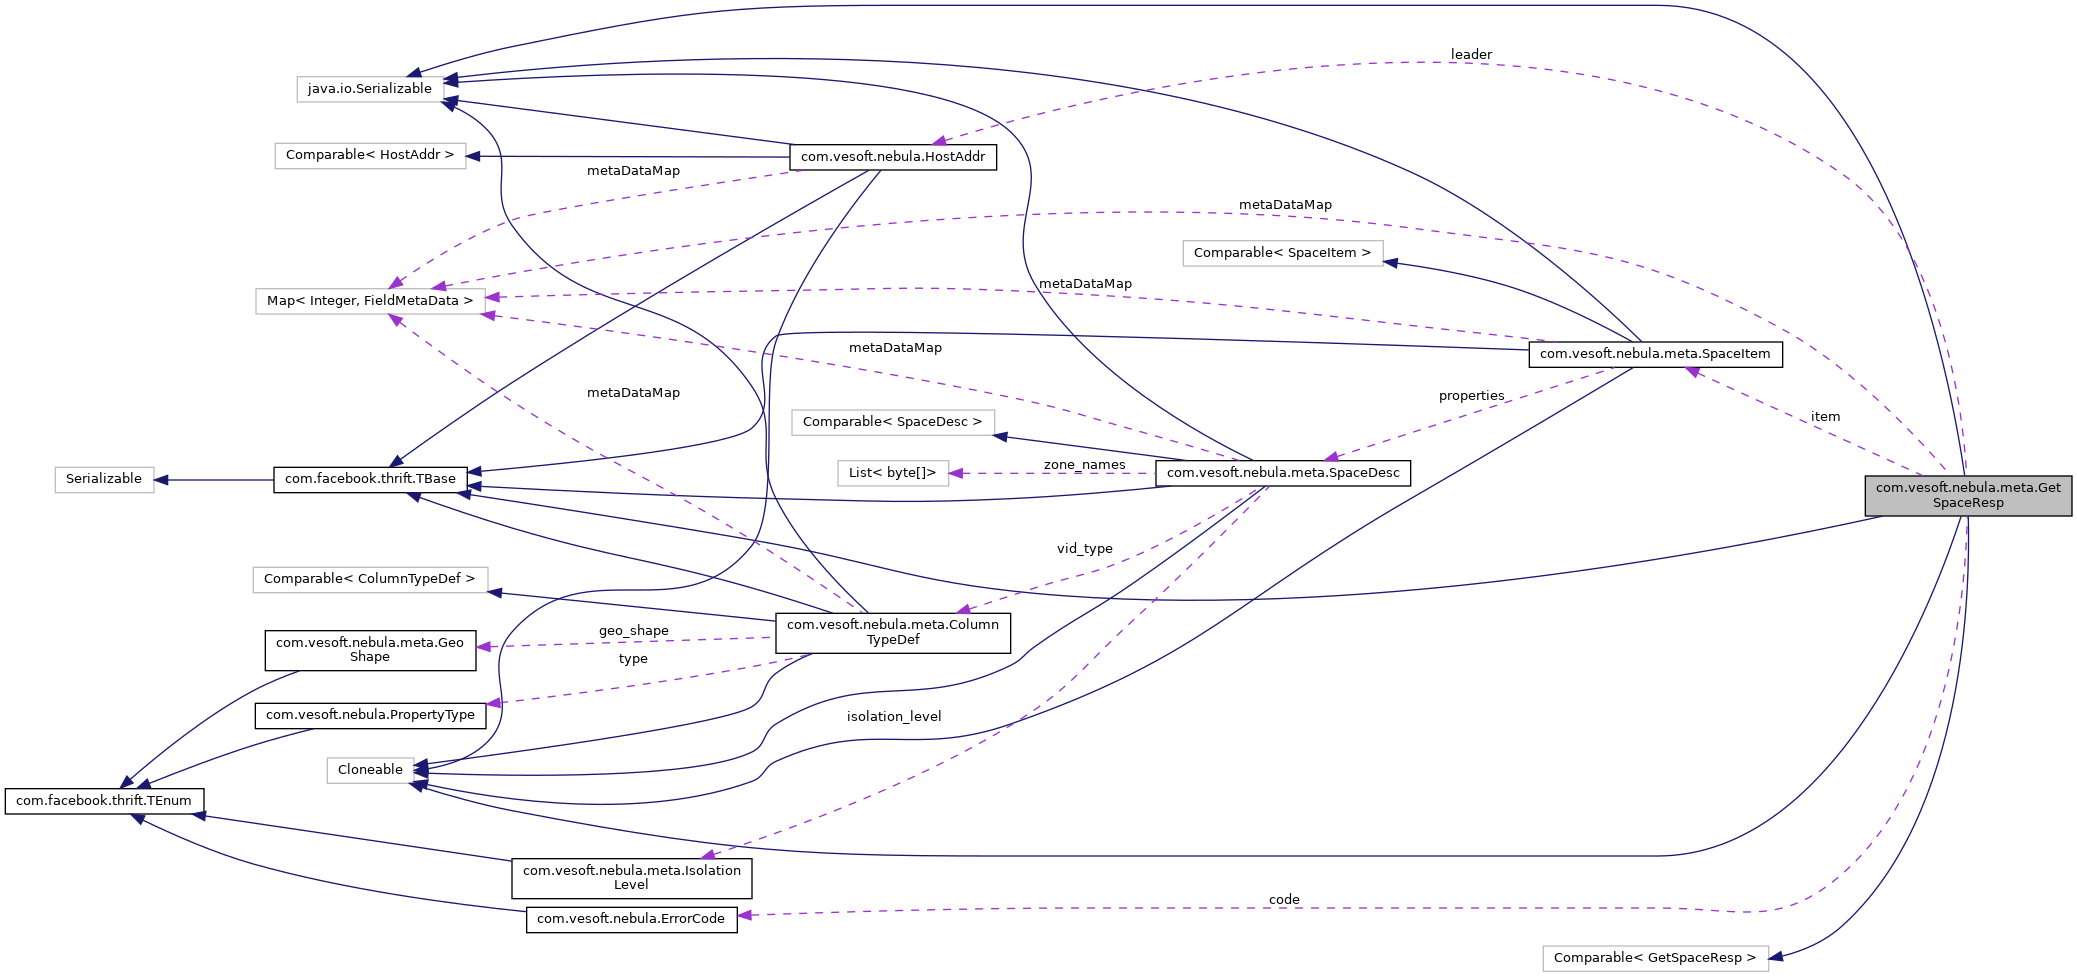 leader
java.io.Serializable
Comparable< HostAddr >
com.vesoft.nebula.HostAddr
metaDataMap
metaDataMap
Comparable< SpaceItem >
metaDataMap
Map< Integer, FieldMetaData >
metaDataMap
com.vesoft.nebula.meta.SpaceItem
metaDataMap
properties
item
Comparable< SpaceDesc >
zone_names
List< byte[]>
com.vesoft.nebula.meta.SpaceDesc
Serializable
com.facebook.thrift.TBase
com.vesoft.nebula.meta.Get
SpaceResp
vid_type
Comparable< ColumnTypeDef >
com.vesoft.nebula.meta.Column
TypeDef
geo_shape
com.vesoft.nebula.meta.Geo
Shape
type
com.vesoft.nebula.PropertyType
isolation_level
Cloneable
com.facebook.thrift.TEnum
com.vesoft.nebula.meta.Isolation
Level
code
com.vesoft.nebula.ErrorCode
Comparable< GetSpaceResp >